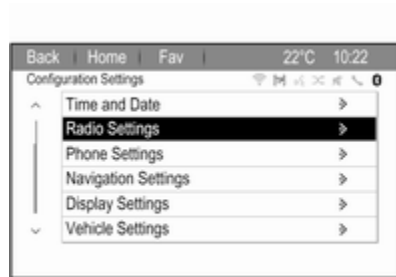 Back Home Fav 22°C 10:22
Configuration Settings
Time and Date
Radio Settings
Phone Settings
Navigation Settings
Display Settings
Vehicle Settings